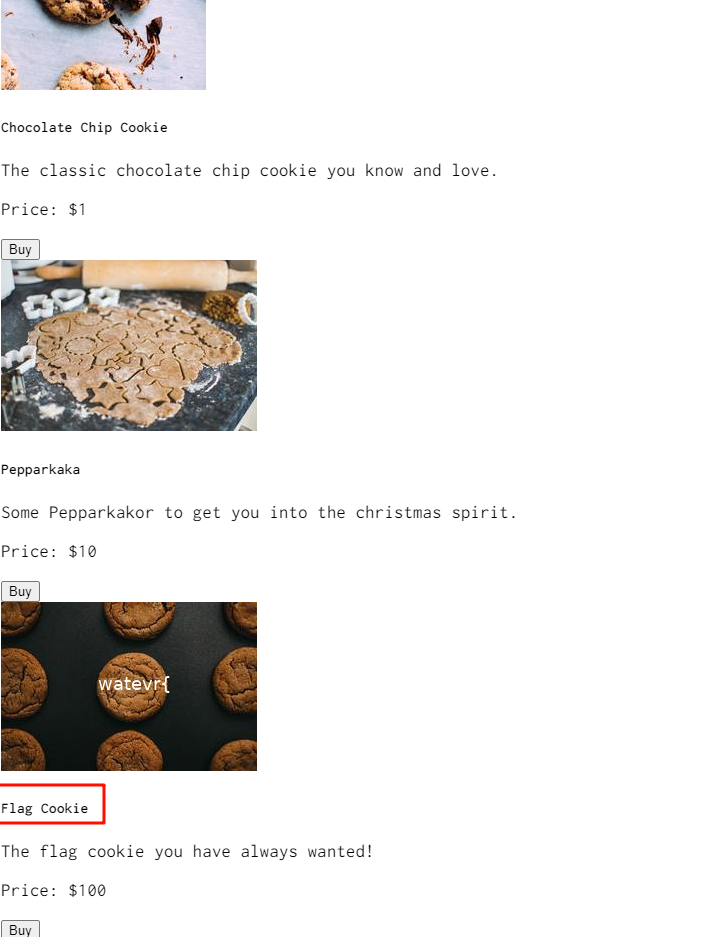 Chocolate Chip Cookie
The classic chocolate chip cookie you know and love.
Price: $1
Buy
Pepparkaka
Some Pepparkakor to get you into the christmas spirit.
Price: $10
Buy
watevr{
Flag Cookie
The flag cookie you have always wanted!
Price: $100
Buy